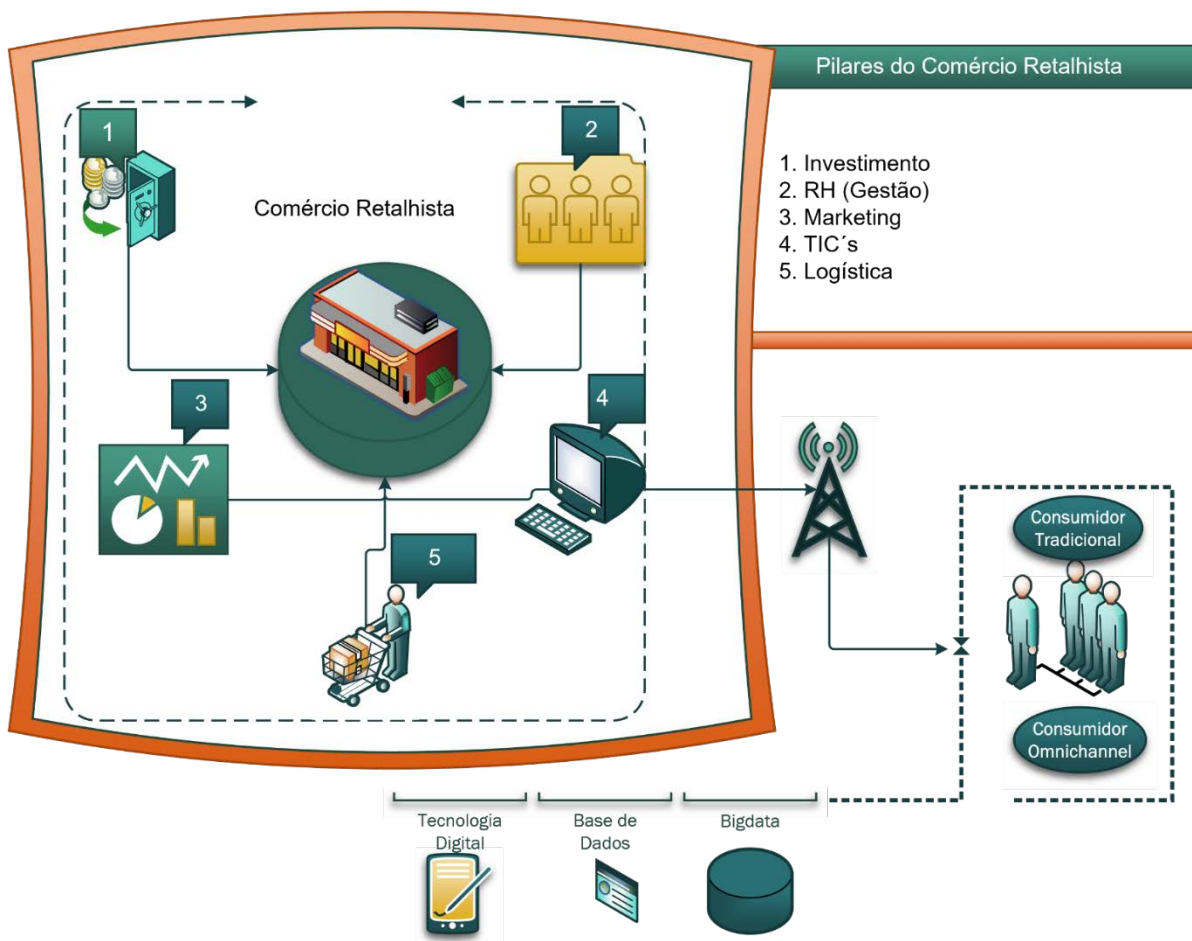 Pilares do Comércio Retalhista
1. Investimento
2. RH (Gestão)
3. Marketing
4. TIC´s
5. Logística
1
2
Comércio Retalhista
3
4
5
Consumidor
Tradicional
Consumidor
Omnichannel
Tecnologia
Digital
Base de
Dados
Bigdata